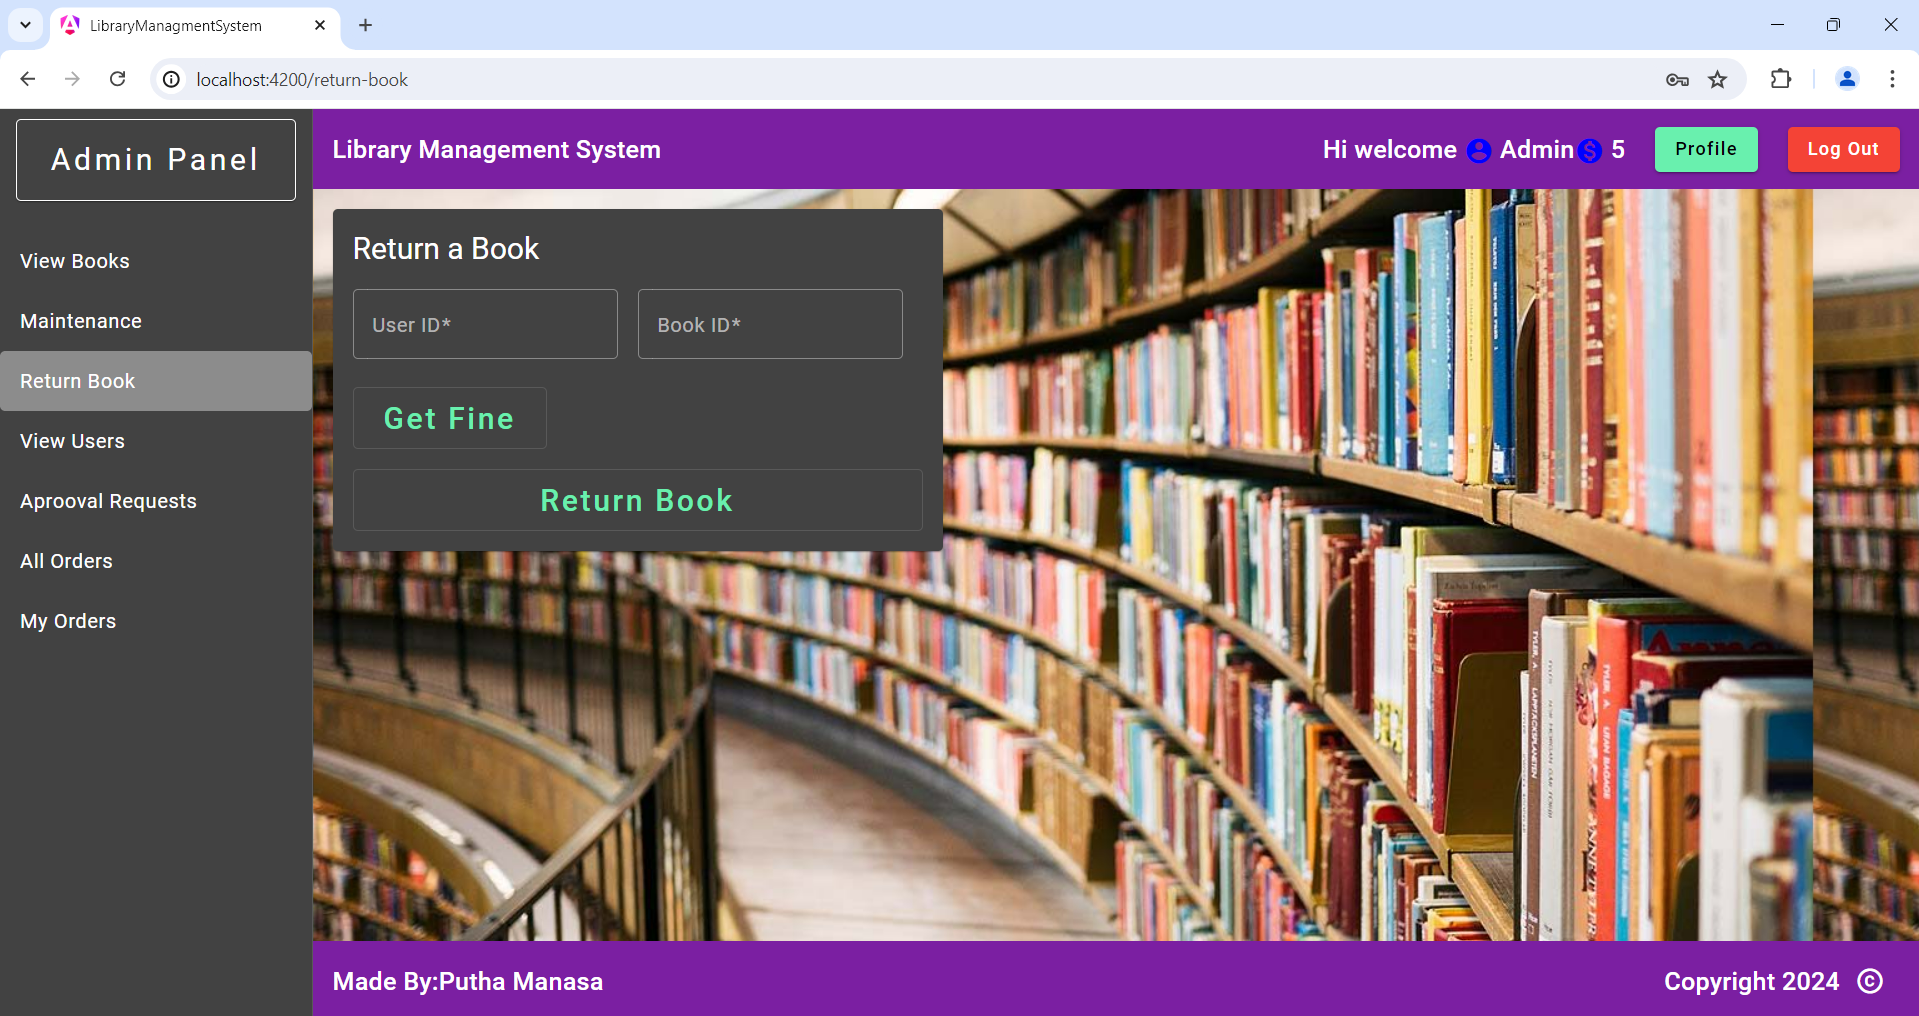 LibraryManagmentSystem
localhost:4200/return-book
Admin Panel
Library Management System
Hi welcome Admin 5
Profile
Log Out
View Books
Maintenance
Return Book
View Users
Aprooval Requests
All Orders
My Orders
Return a Book
User ID*
Book ID*
Get Fine
Return Book
Made By:Putha Manasa
Copyright 2024 ©